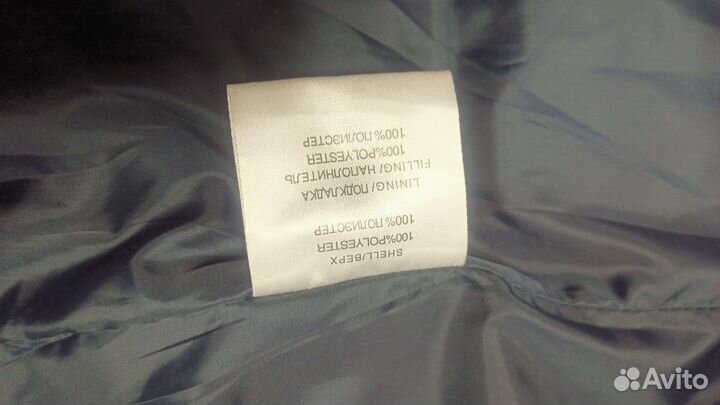 SHELL/ВЕРХ
100%POLYESTER
100% ПОЛИЭСТЕР
LINING/ ПОДКЛАДКА
FILLING/ НАПОЛНИТЕЛЬ
100%POLYESTER
100% ПОЛИЭСТЕР
Avito